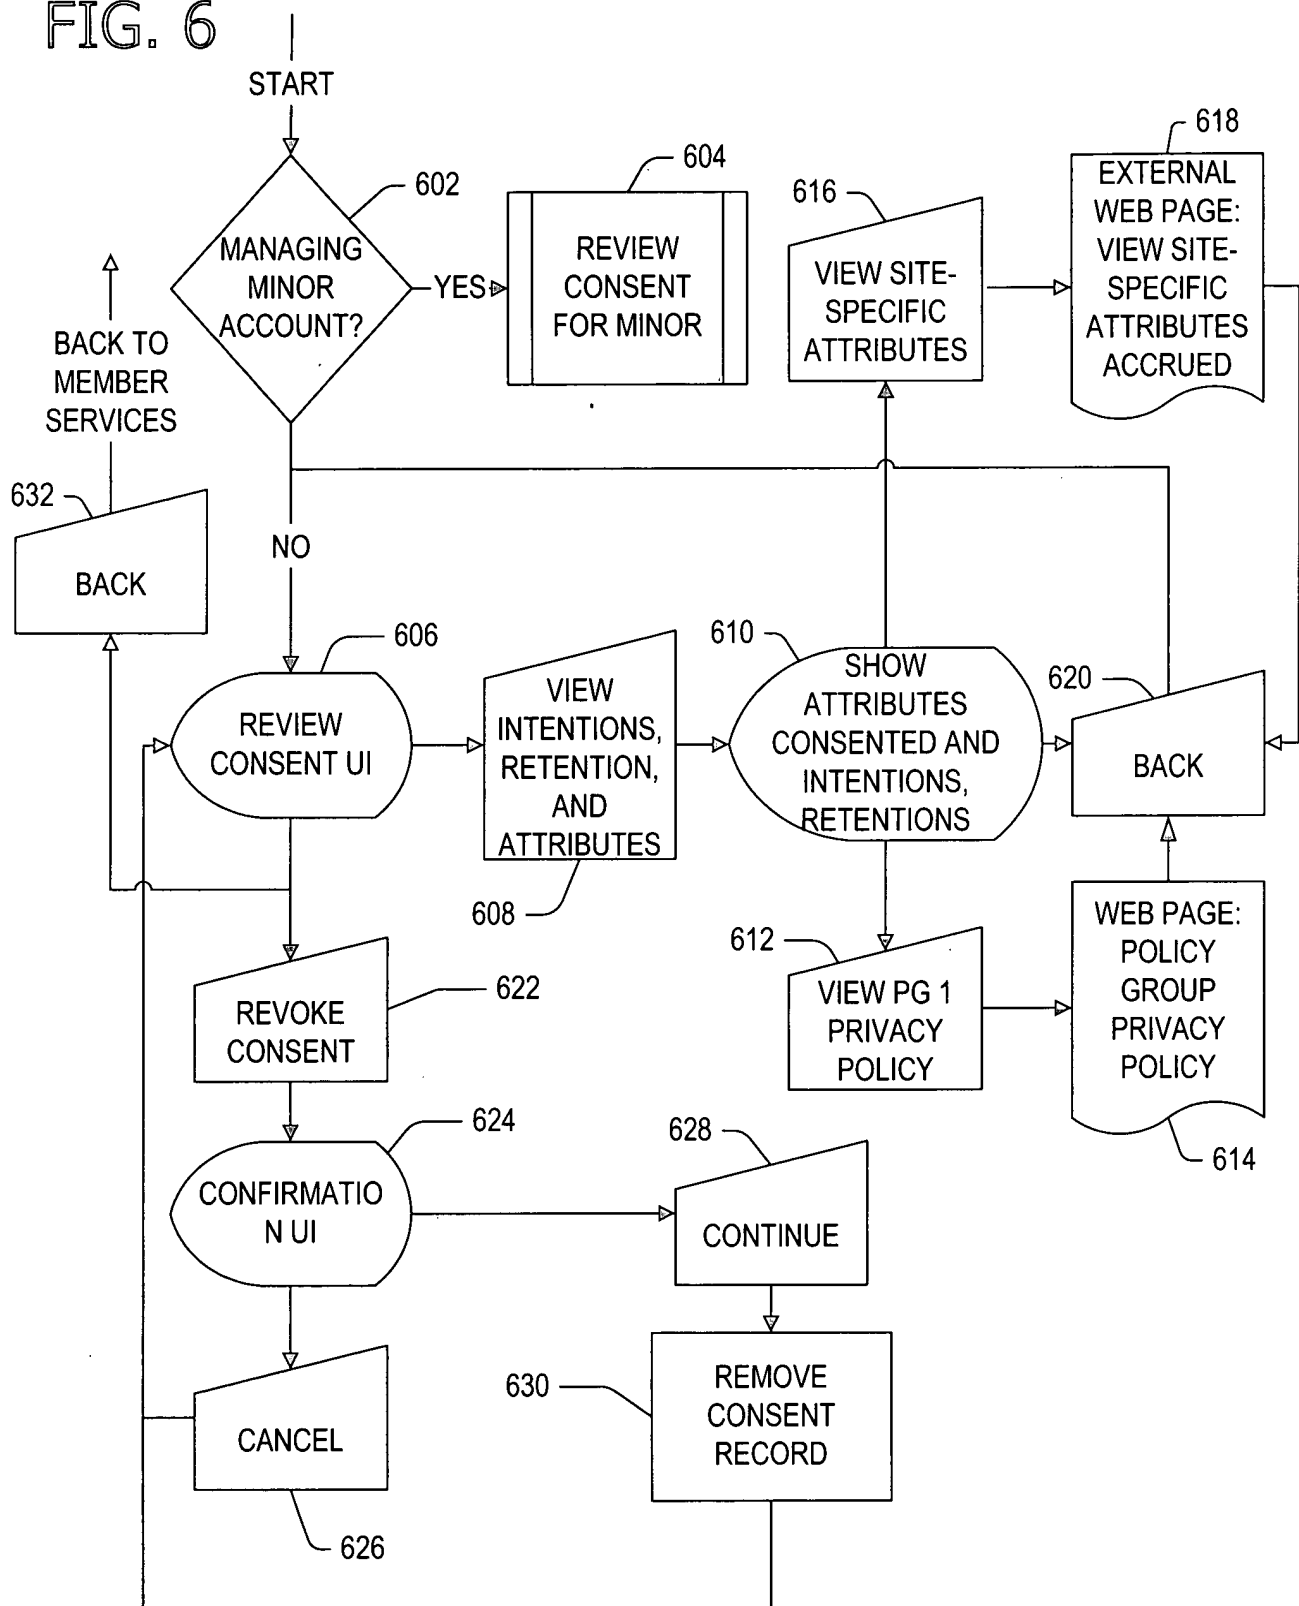 FIG. 6
START
602
MANAGING
MINOR
ACCOUNT?
YES
604
REVIEW
CONSENT
FOR MINOR
616
VIEW SITE-
SPECIFIC
ATTRIBUTES
618
EXTERNAL
WEB PAGE:
VIEW SITE-
SPECIFIC
ATTRIBUTES
ACCRUED
BACK TO
MEMBER
SERVICES
632
BACK
NO
606
REVIEW
CONSENT UI
VIEW
INTENTIONS,
RETENTION,
AND
ATTRIBUTES
608
610
SHOW
ATTRIBUTES
CONSENTED AND
INTENTIONS,
RETENTIONS
620
BACK
622
REVOKE
CONSENT
612
VIEW PG 1
PRIVACY
POLICY
WEB PAGE:
POLICY
GROUP
PRIVACY
POLICY
614
624
CONFIRMATIO
N UI
628
CONTINUE
630
REMOVE
CONSENT
RECORD
CANCEL
626